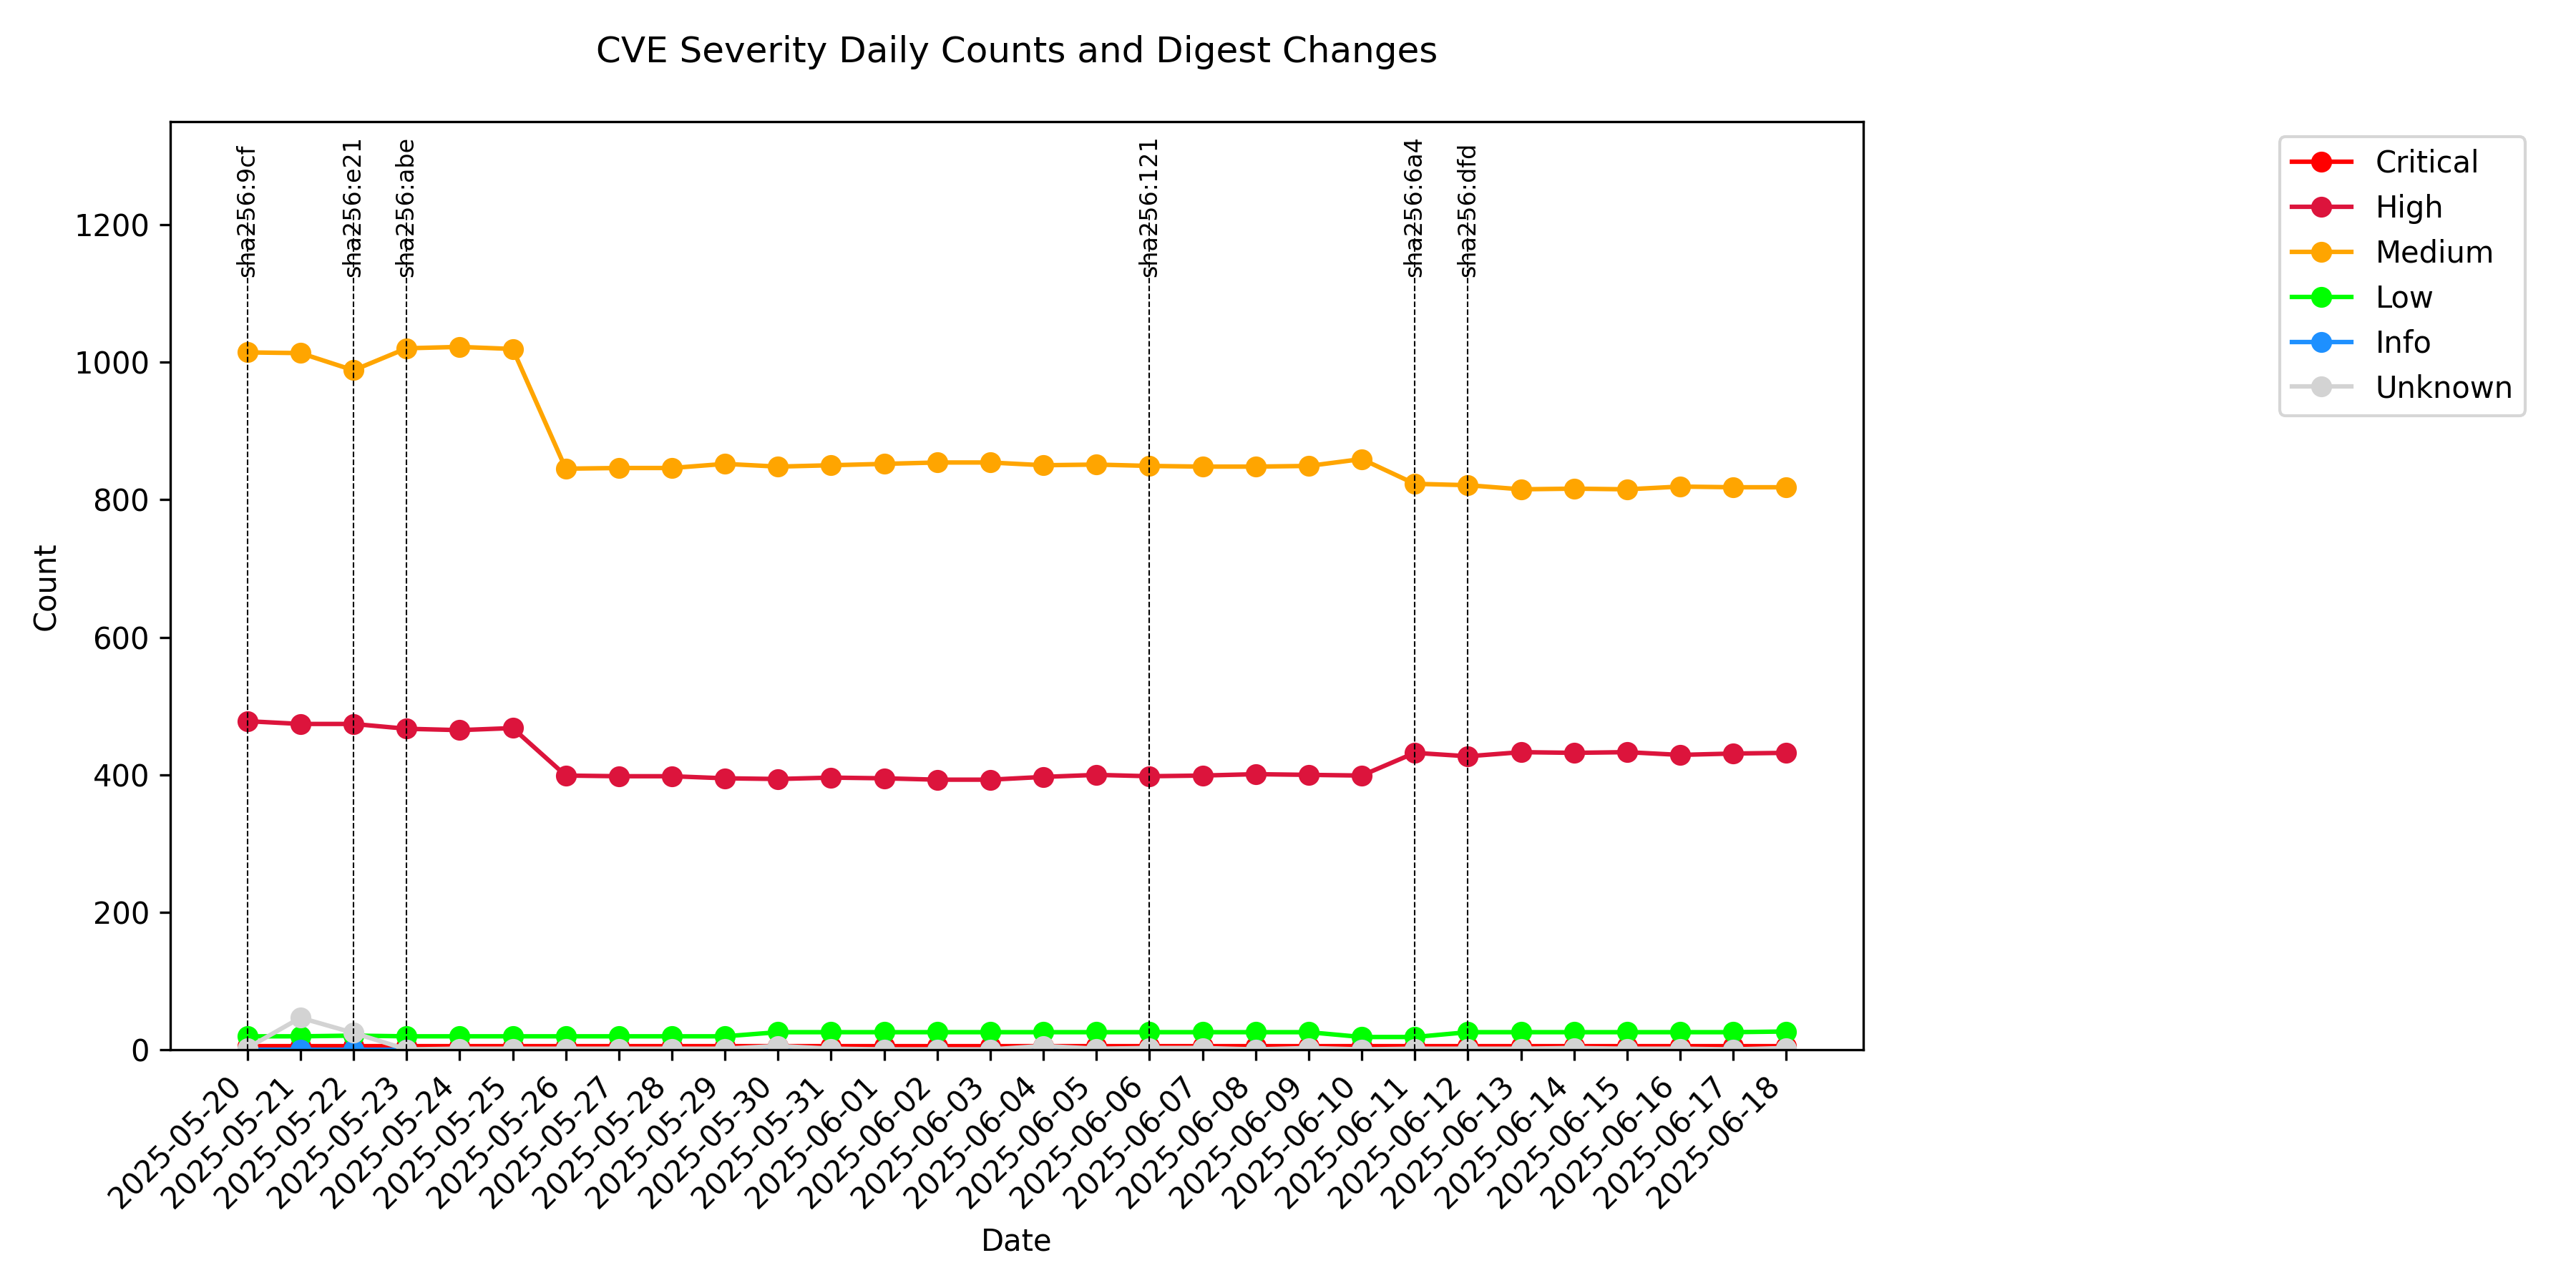 CVE Severity Daily Counts and Digest Changes
sha256:9cf
sha256:e21
sha256:abe
sha256:121
sha256:6a4
sha256:dfd
Critical
High
Medium
Low
Info
Unknown
Count
1200
1000
800
600
400
200
0
2025-05-20
2025-05-21
2025-05-22
2025-05-23
2025-05-24
2025-05-25
2025-05-26
2025-05-27
2025-05-28
2025-05-29
2025-05-30
2025-05-31
2025-06-01
2025-06-02
2025-06-03
2025-06-04
2025-06-05
2025-06-06
2025-06-07
2025-06-08
2025-06-09
2025-06-10
2025-06-11
2025-06-12
2025-06-13
2025-06-14
2025-06-15
2025-06-16
2025-06-17
2025-06-18
Date